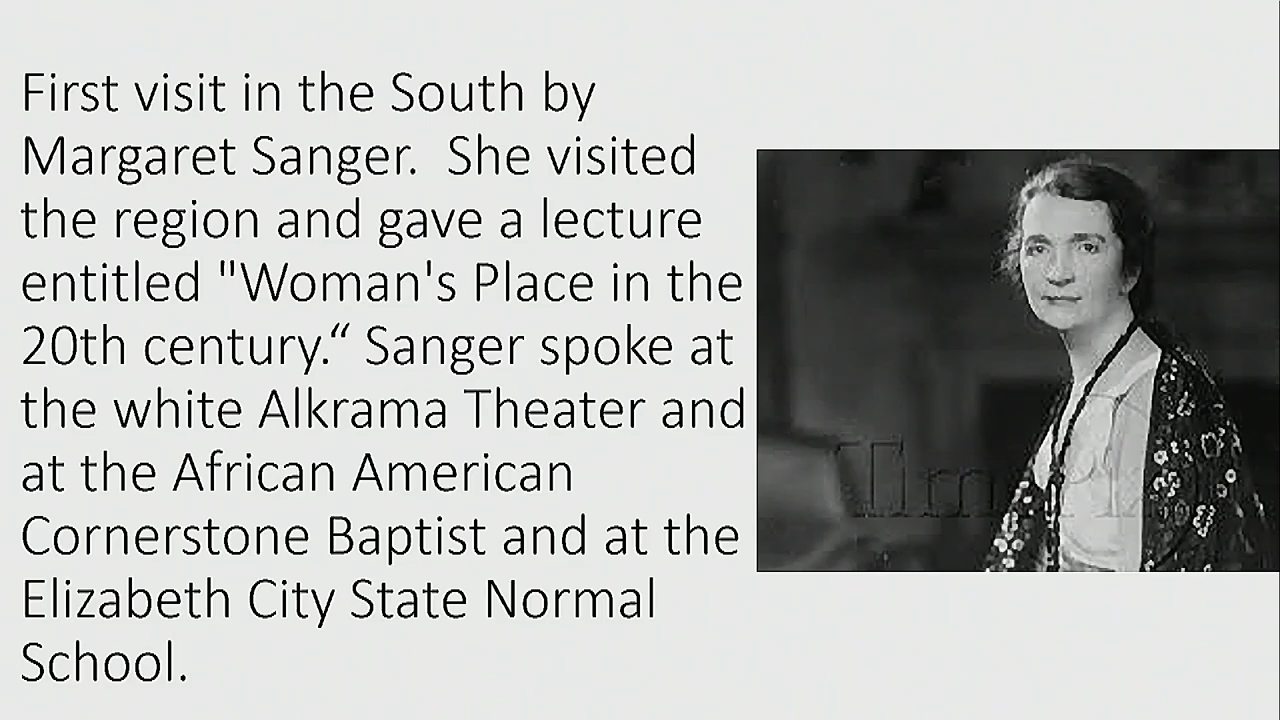 First visit in the South by
Margaret Sanger.  She visited
the region and gave a lecture
entitled "Woman's Place in the
20th century.“ Sanger spoke at
the white Alkrama Theater and
at the African American
Cornerstone Baptist and at the
Elizabeth City State Normal
School.